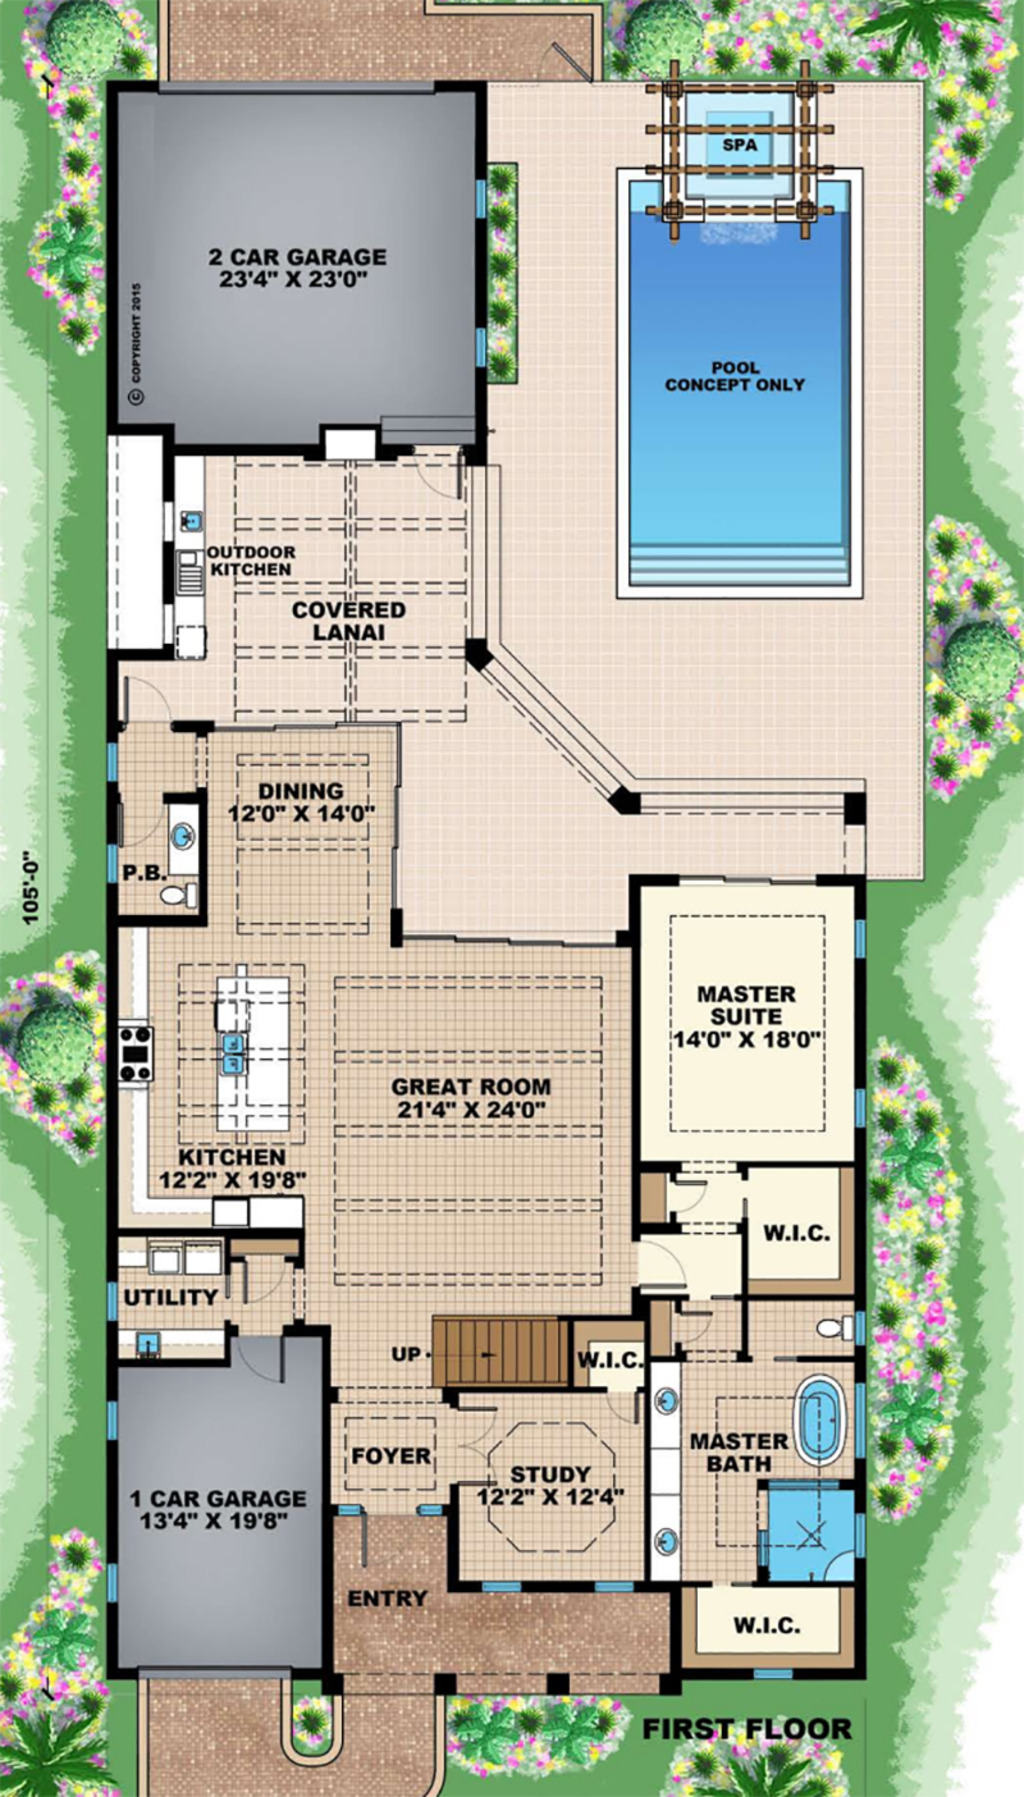 SPA
2 CAR GARAGE
23'4" X 23'0"
© COPYRIGHT 2015
POOL
CONCEPT ONLY
OUTDOOR
KITCHEN
COVERED
LANAI
DINING
12'0" X 14'0"
P.B.
105'-0"
MASTER
SUITE
14'0" X 18'0"
GREAT ROOM
21'4" X 24'0"
KITCHEN
12'2" X 19'8"
W.I.C.
UTILITY
UP
W.I.C.
FOYER
MASTER
BATH
STUDY
12'2" X 12'4"
1 CAR GARAGE
13'4" X 19'8"
ENTRY
W.I.C.
FIRST FLOOR